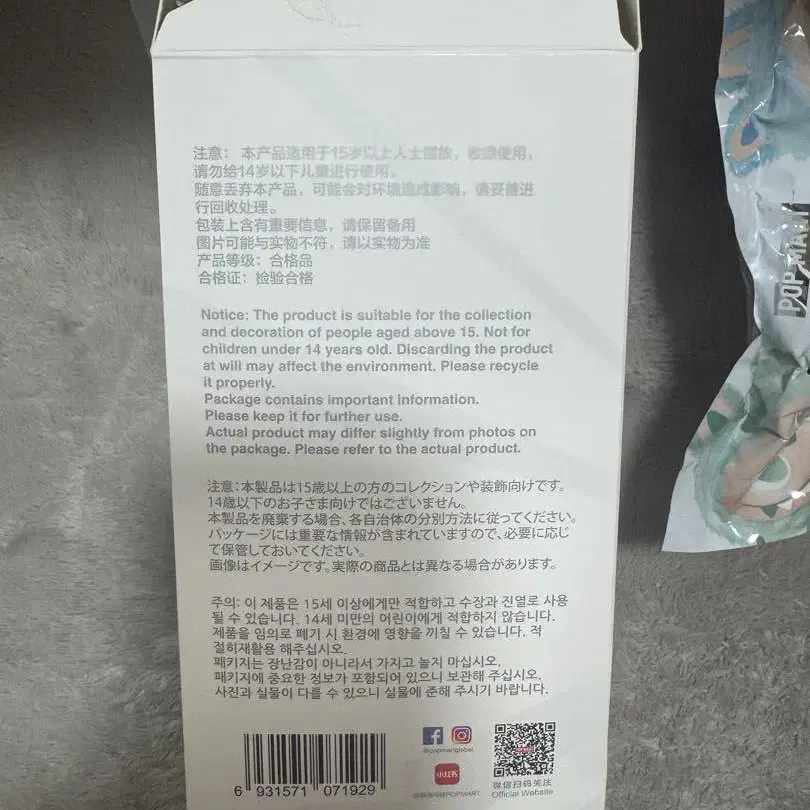 注意： 本产品适用于15岁以上人士摆放，收藏使用，
请勿给14岁以下儿童进行使用。
随意丢弃本产品，可能会对环境造成影响，请妥善进
行回收处理。
包装上含有重要信息，请保留备用
图片可能与实物不符，请以实物为准
产品等级：合格品
合格证：检验合格
Notice: The product is suitable for the collection
and decoration of people aged above 15. Not for
children under 14 years old. Discarding the product
at will may affect the environment. Please recycle
it properly.
Package contains important information.
Please keep it for further use.
Actual product may differ slightly from photos on
the package. Please refer to the actual product.
注意：本製品は15歳以上の方のコレクションや装飾向けです。
14歳以下のお子さま向けではございません。
本製品を廃棄する場合、各自治体の分別方法に従ってください。
パッケージには重要な情報が含まれていますので、必要に応じ
て保管しておいてください。
画像はイメージです。実際の商品とは異なる場合があります。
주의: 이 제품은 15세 이상에게만 적합하고 수장과 진열로 사용
될 수 있습니다. 14세 미만의 어린이에게 적합하지 않습니다.
제품을 임의로 폐기 시 환경에 영향을 끼칠 수 있습니다. 적
절히재활용 해주십시오.
패키지는 장난감이 아니라서 가지고 놀지 마십시오.
패키지에 중요한 정보가 포함되어 있으니 보관해 주십시오.
사진과 실물이 다를 수 있으니 실물에 준해 주시기 바랍니다.
@popmartglobal
小红书
微信扫码关注
Official Website
6 931571 071929
POP MART